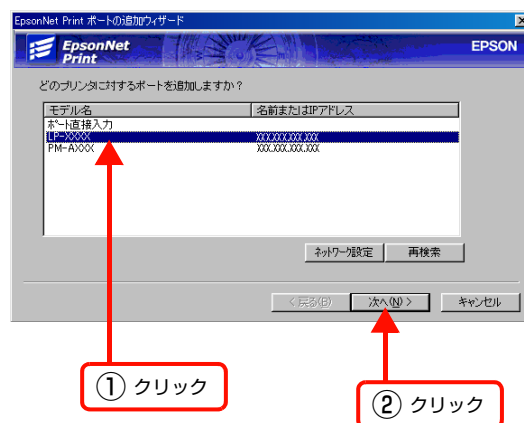 EpsonNet Print ポートの追加ウィザード
EpsonNet
Print
EPSON
どのプリンタに対するポートを追加しますか？
モデル名 名前またはIPアドレス
ポート直接入力
LP-XXXX XXX.XXX.XXX.XXX
PM-AXXX XXX.XXX.XXX.XXX
ネットワーク設定 再検索
< 戻る(B) 次へ(N) > キャンセル
① クリック
② クリック